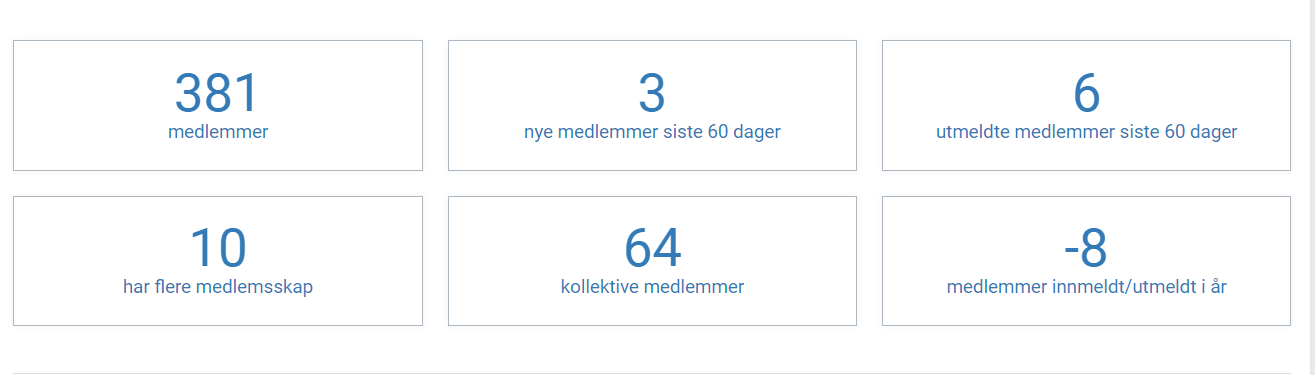 381
medlemmer
3
nye medlemmer siste 60 dager
6
utmeldte medlemmer siste 60 dager
10
har flere medlemsskap
64
kollektive medlemmer
-8
medlemmer innmeldt/utmeldt i år